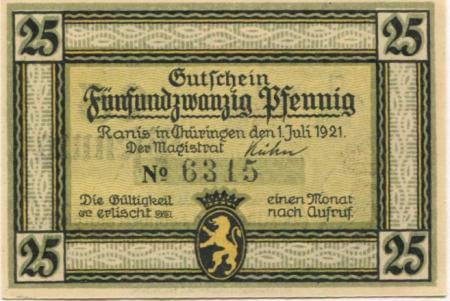 25 25
Gutschein
Fünfundzwanzig Pfennig
Ranis in Thüringen den 1. Juli 1921.
Der Magistrat Kühn
No 6315
Die Gültigkeit einen Monat
erlischt nach Aufruf.
25 25